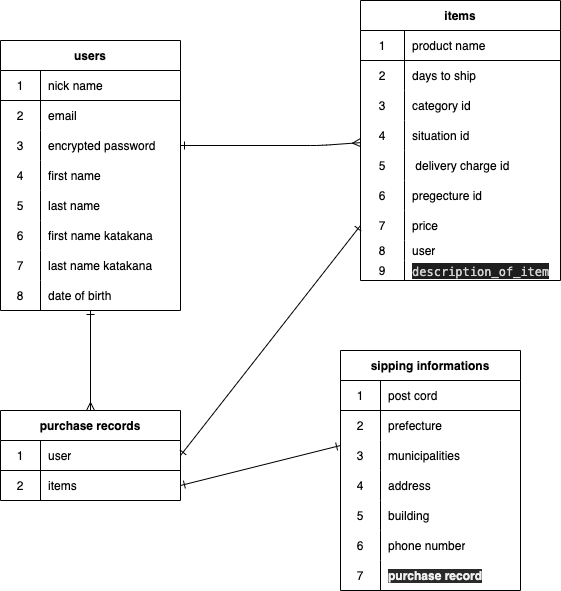 users
1 nick name
2 email
3 encrypted password
4 first name
5 last name
6 first name katakana
7 last name katakana
8 date of birth
items
1 product name
2 days to ship
3 category id
4 situation id
5 delivery charge id
6 pregecture id
7 price
8 user
9 description_of_item
purchase records
1 user
2 items
sipping informations
1 post cord
2 prefecture
3 municipalities
4 address
5 building
6 phone number
7 purchase record